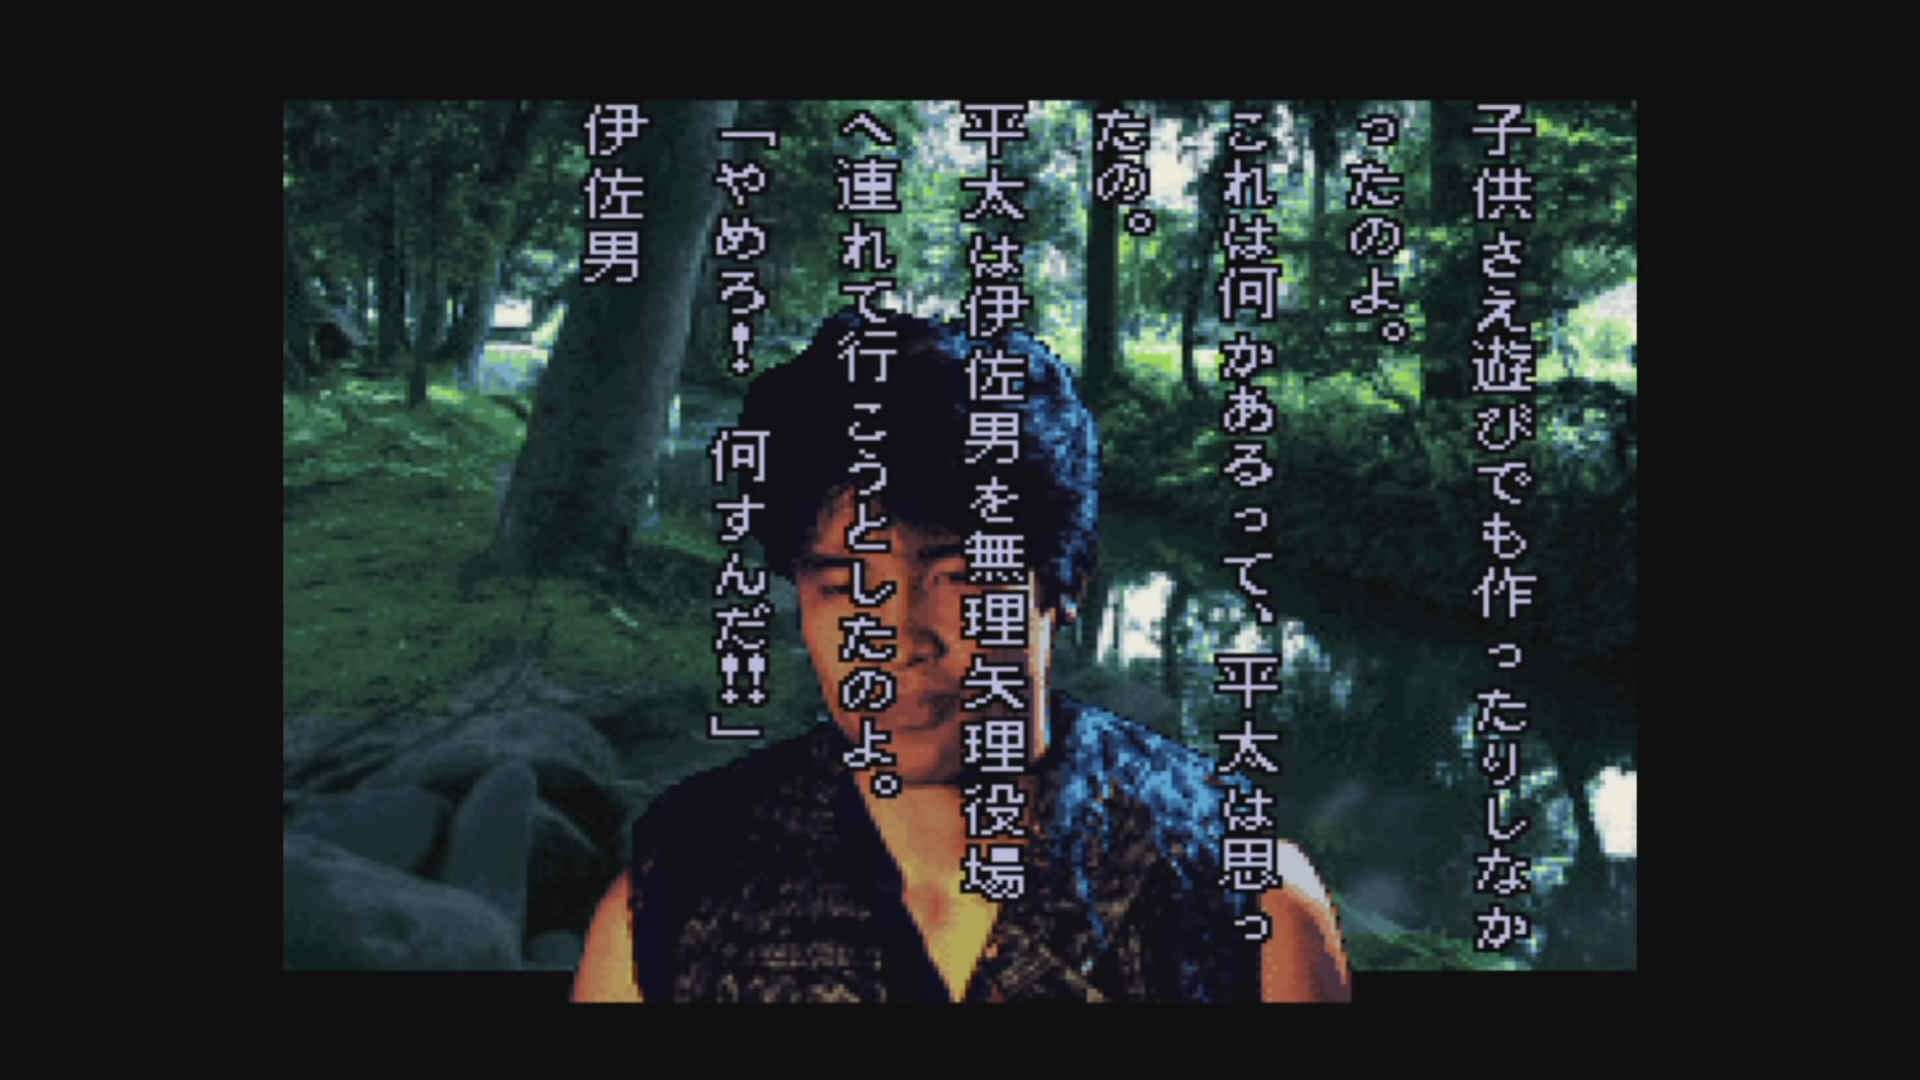 子供さえ遊びでも作ったりしなか
ったのよ。
これは何かあるって、平太は思っ
たの。
平太は伊佐男を無理矢理役場
へ連れて行こうとしたのよ。
「やめろ！　何すんだ!!」
伊佐男